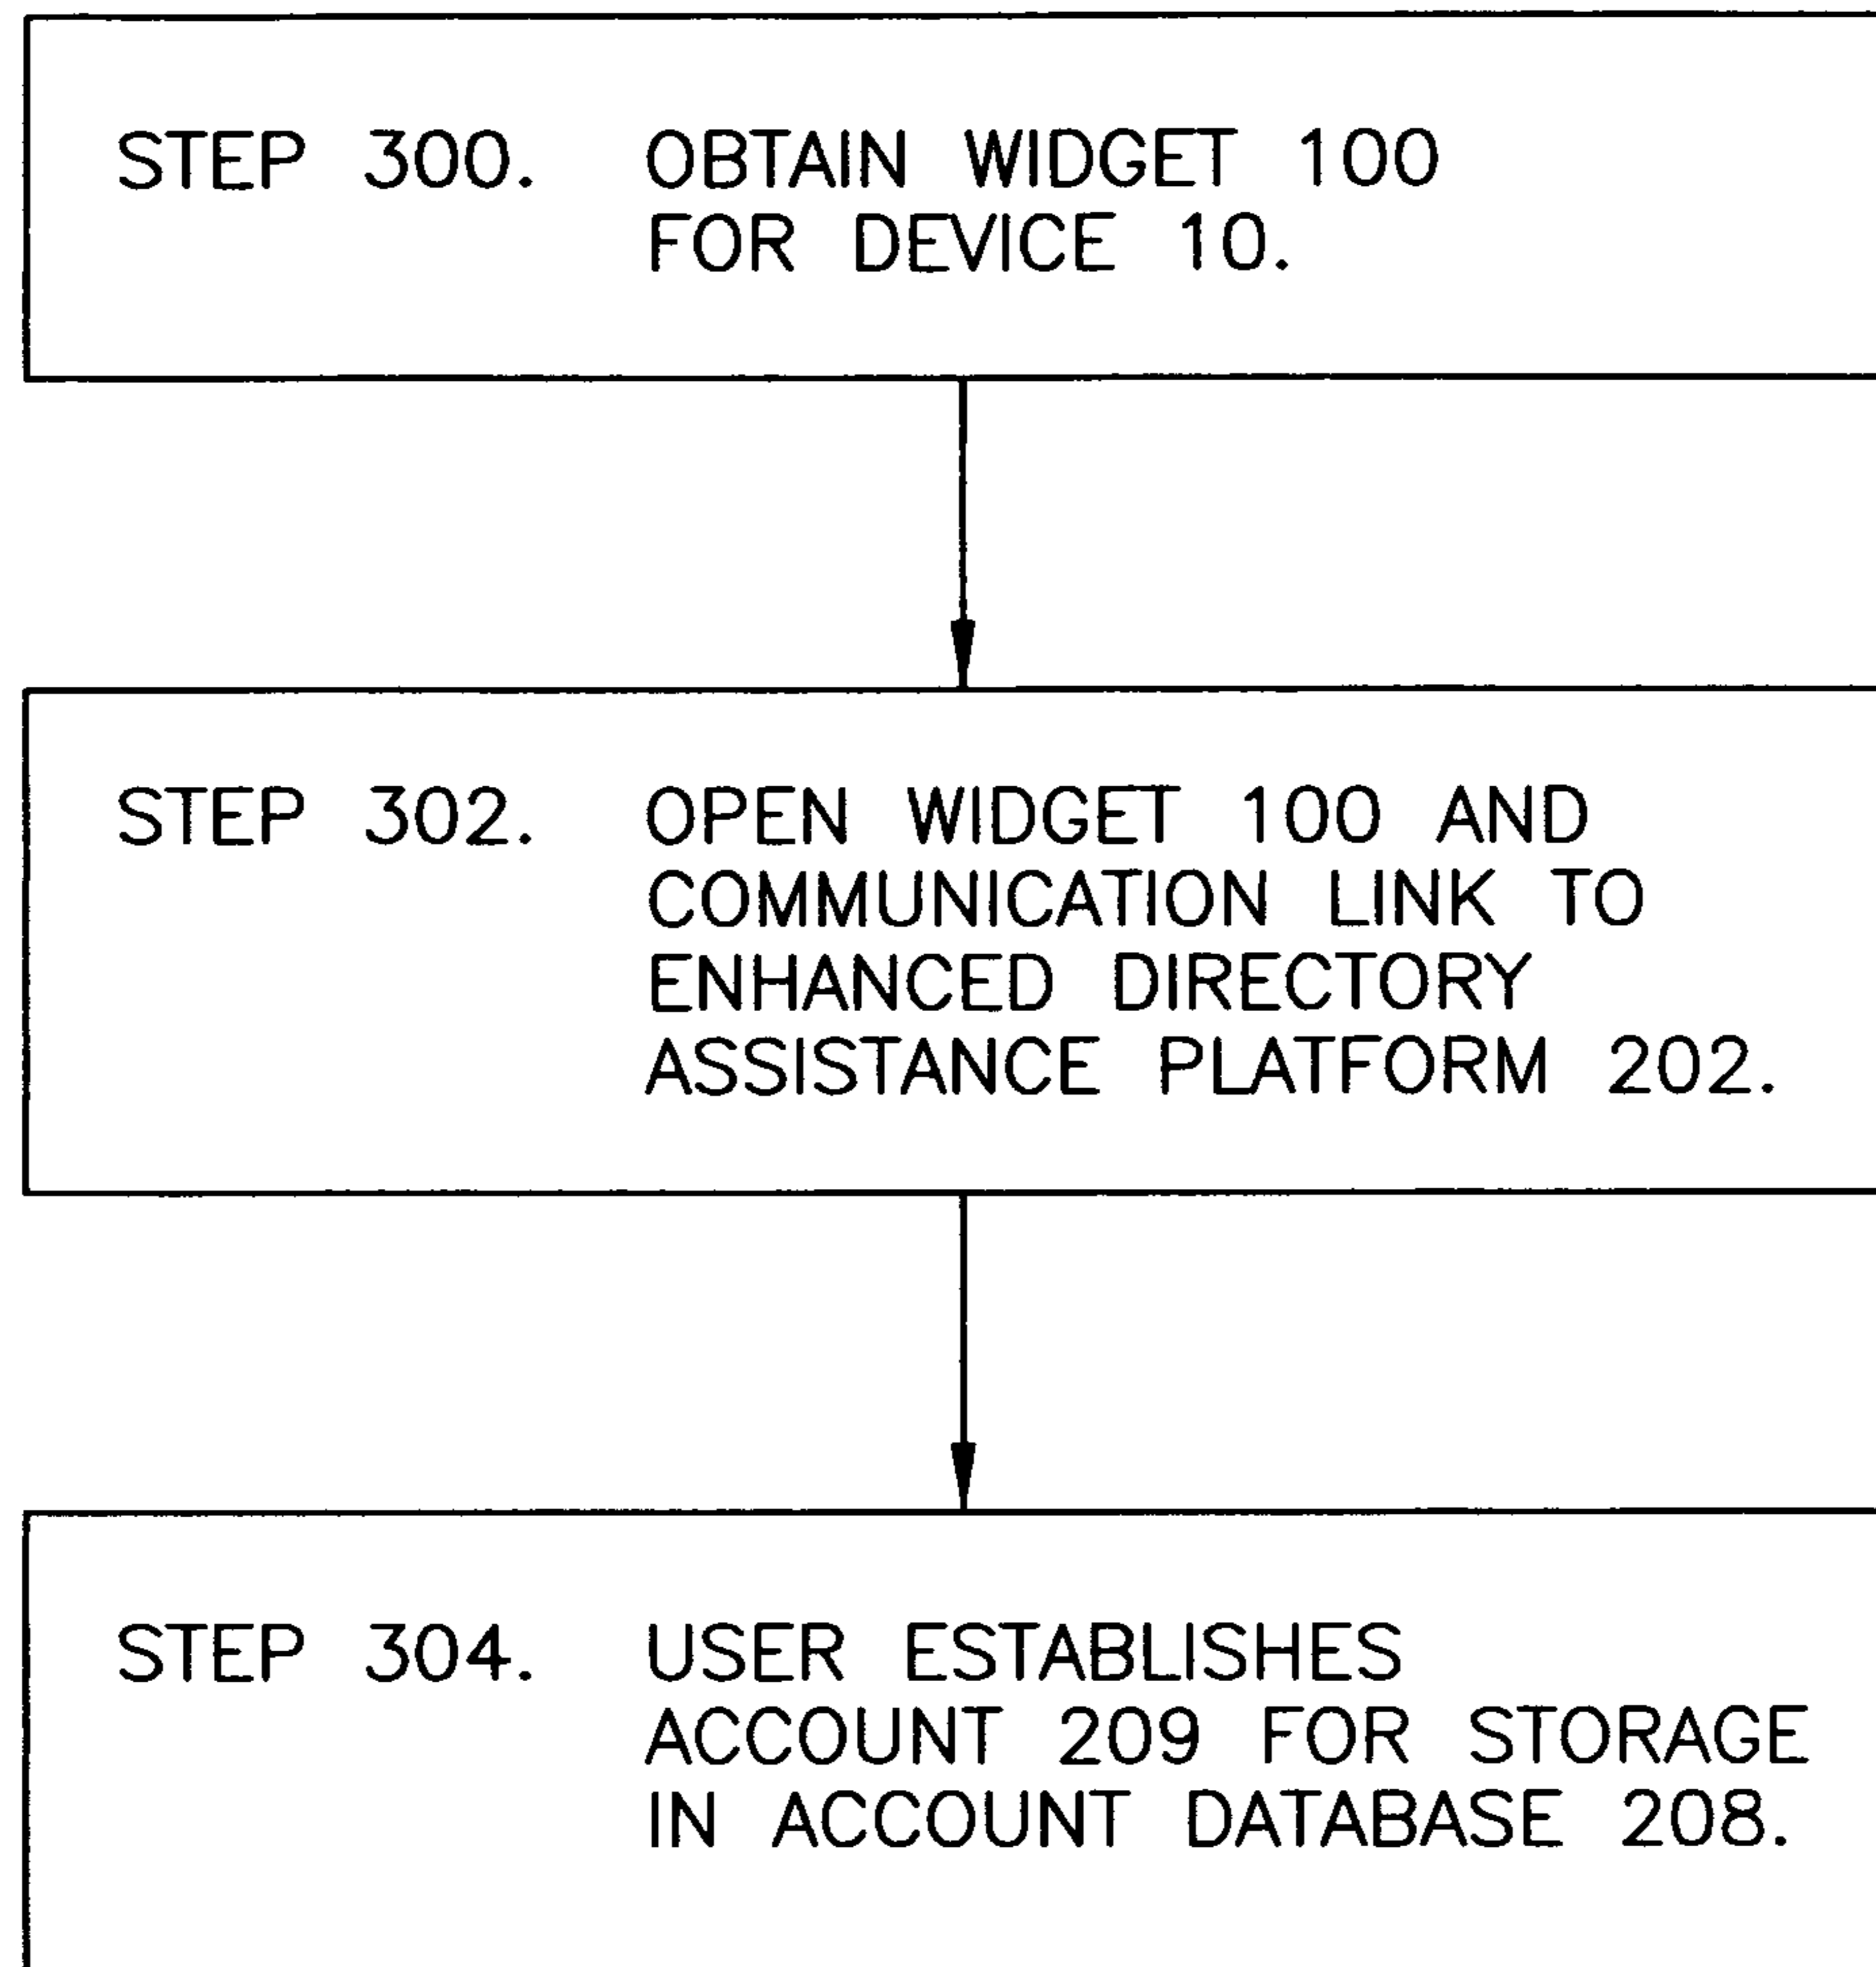 STEP 300. OBTAIN WIDGET 100
FOR DEVICE 10.
STEP 302. OPEN WIDGET 100 AND
COMMUNICATION LINK TO
ENHANCED DIRECTORY
ASSISTANCE PLATFORM 202.
STEP 304. USER ESTABLISHES
ACCOUNT 209 FOR STORAGE
IN ACCOUNT DATABASE 208.